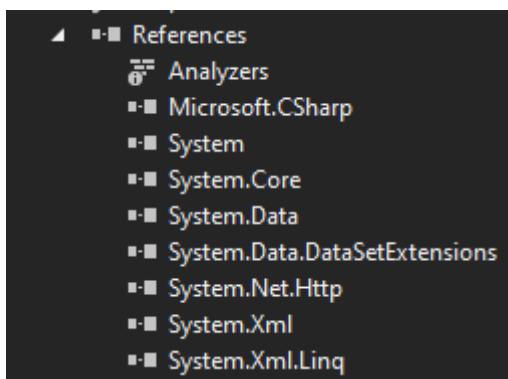 References
Analyzers
Microsoft.CSharp
System
System.Core
System.Data
System.Data.DataSetExtensions
System.Net.Http
System.Xml
System.Xml.Linq